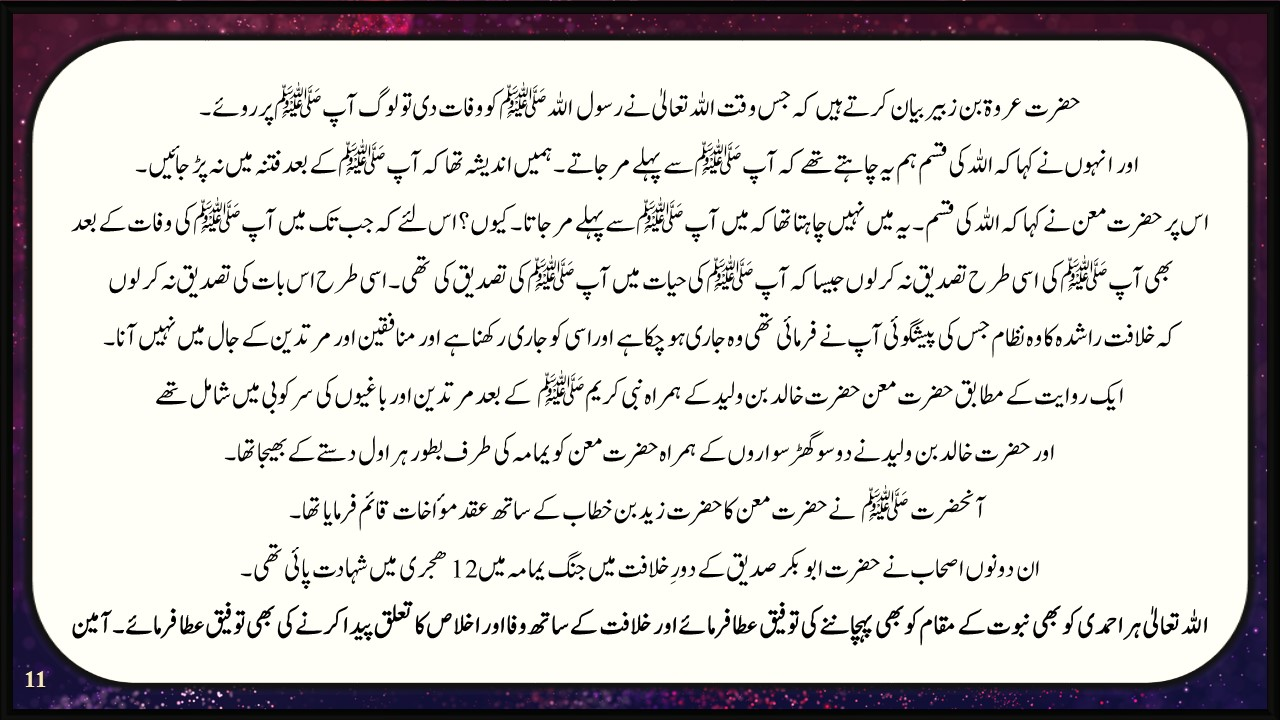 حضرت عروۃ بن زبیر بیان کرتے ہیں کہ جس وقت اللہ تعالیٰ نے رسول اللہ ﷺ کو وفات دی تو لوگ آپ ﷺ پر روئے۔
اور انہوں نے کہا کہ اللہ کی قسم ہم یہ چاہتے تھے کہ آپ ﷺ سے پہلے مر جاتے۔ ہمیں اندیشہ تھا کہ آپ ﷺ کے بعد فتنہ میں نہ پڑ جائیں۔
اس پر حضرت معن نے کہا کہ اللہ کی قسم۔ یہ میں نہیں چاہتا تھا کہ میں آپ ﷺ سے پہلے مر جاتا۔ کیوں؟ اس لئے کہ جب تک میں آپ ﷺ کی وفات کے بعد
بھی آپ ﷺ کی اسی طرح تصدیق نہ کر لوں جیسا کہ آپ ﷺ کی حیات میں آپ ﷺ کی تصدیق کی تھی۔ اسی طرح اس بات کی تصدیق نہ کر لوں
کہ خلافت راشدہ کا وہ نظام جس کی پیشگوئی آپ نے فرمائی تھی وہ جاری ہو چکا ہے اور اسی کو جاری رکھنا ہے اور منافقین اور مرتدین کے جال میں نہیں آنا۔
ایک روایت کے مطابق حضرت معن حضرت خالد بن ولید کے ہمراہ نبی کریم ﷺ کے بعد مرتدین اور باغیوں کی سرکوبی میں شامل تھے
اور حضرت خالد بن ولید نے دو سو گھڑ سواروں کے ہمراہ حضرت معن کو یمامہ کی طرف بطور ہر اول دستے کے بھیجا تھا۔
آنحضرت ﷺ نے حضرت معن کا حضرت زید بن خطاب کے ساتھ عقد مؤاخات قائم فرمایا تھا۔
ان دونوں اصحاب نے حضرت ابو بکر صدیق کے دورِ خلافت میں جنگ یمامہ میں 12 ھجری میں شہادت پائی تھی۔
اللہ تعالیٰ ہر احمدی کو بھی نبوت کے مقام کو بھی پہچاننے کی توفیق عطا فرمائے اور خلافت کے ساتھ وفا اور اخلاص کا تعلق پیدا کرنے کی بھی توفیق عطا فرمائے۔ آمین
11